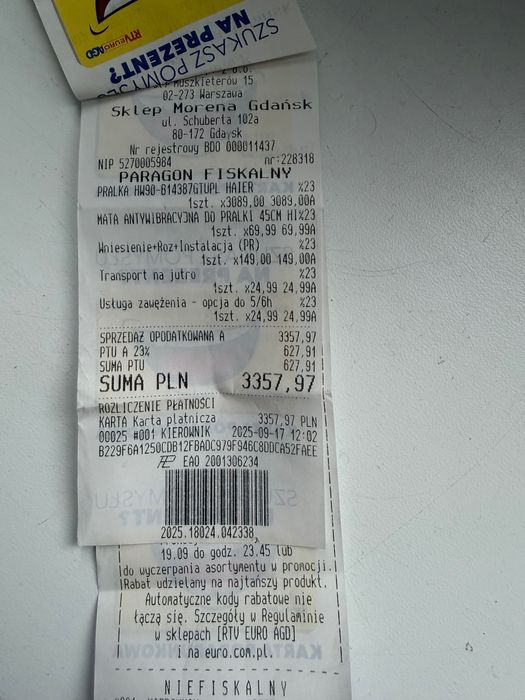 SZUKASZ POMYSŁ
NA PREZENT?
RTV EURO AGD
Muszkieterów 15
02-273 Warszawa
Sklep Morena Gdańsk
ul. Schuberta 102a
80-172 Gdańsk
Nr rejestrowy BDO 000011437
NIP 5270005984 nr:228318
PARAGON FISKALNY
PRALKA HW90-B14387GTUPL HAIER %23
1szt. x3089,00 3089,00A
MATA ANTYWIBRACYJNA DO PRALKI 45CM HI%23
1szt. x69,99 69,99A
Wniesienie+Roz+Instalacja (PR) %23
1szt. x149,00 149,00A
Transport na jutro %23
1szt. x24,99 24,99A
Usługa zawężenia - opcja do 5/6h %23
1szt. x24,99 24,99A
SPRZEDAŻ OPODATKOWANA A 3357,97
PTU A 23% 627,91
SUMA PTU 627,91
SUMA PLN 3357,97
ROZLICZENIE PŁATNOŚCI
KARTA Karta płatnicza 3357,97 PLN
00025 #001 KIEROWNIK 2025-09-17 12:02
B229F6A1250CDB12FBADC979F946C8DDCA52FAEE
EAO 2001306234
2025.18024.042338
19.09 do godz. 23.45 lub
do wyczerpania asortymentu w promocji.
Rabat udzielany na najtańszy produkt.
Automatyczne kody rabatowe nie
łączą się. Szczegóły w Regulaminie
w sklepach [RTV EURO AGD]
i na euro.com.pl.
NIEFISKALNY